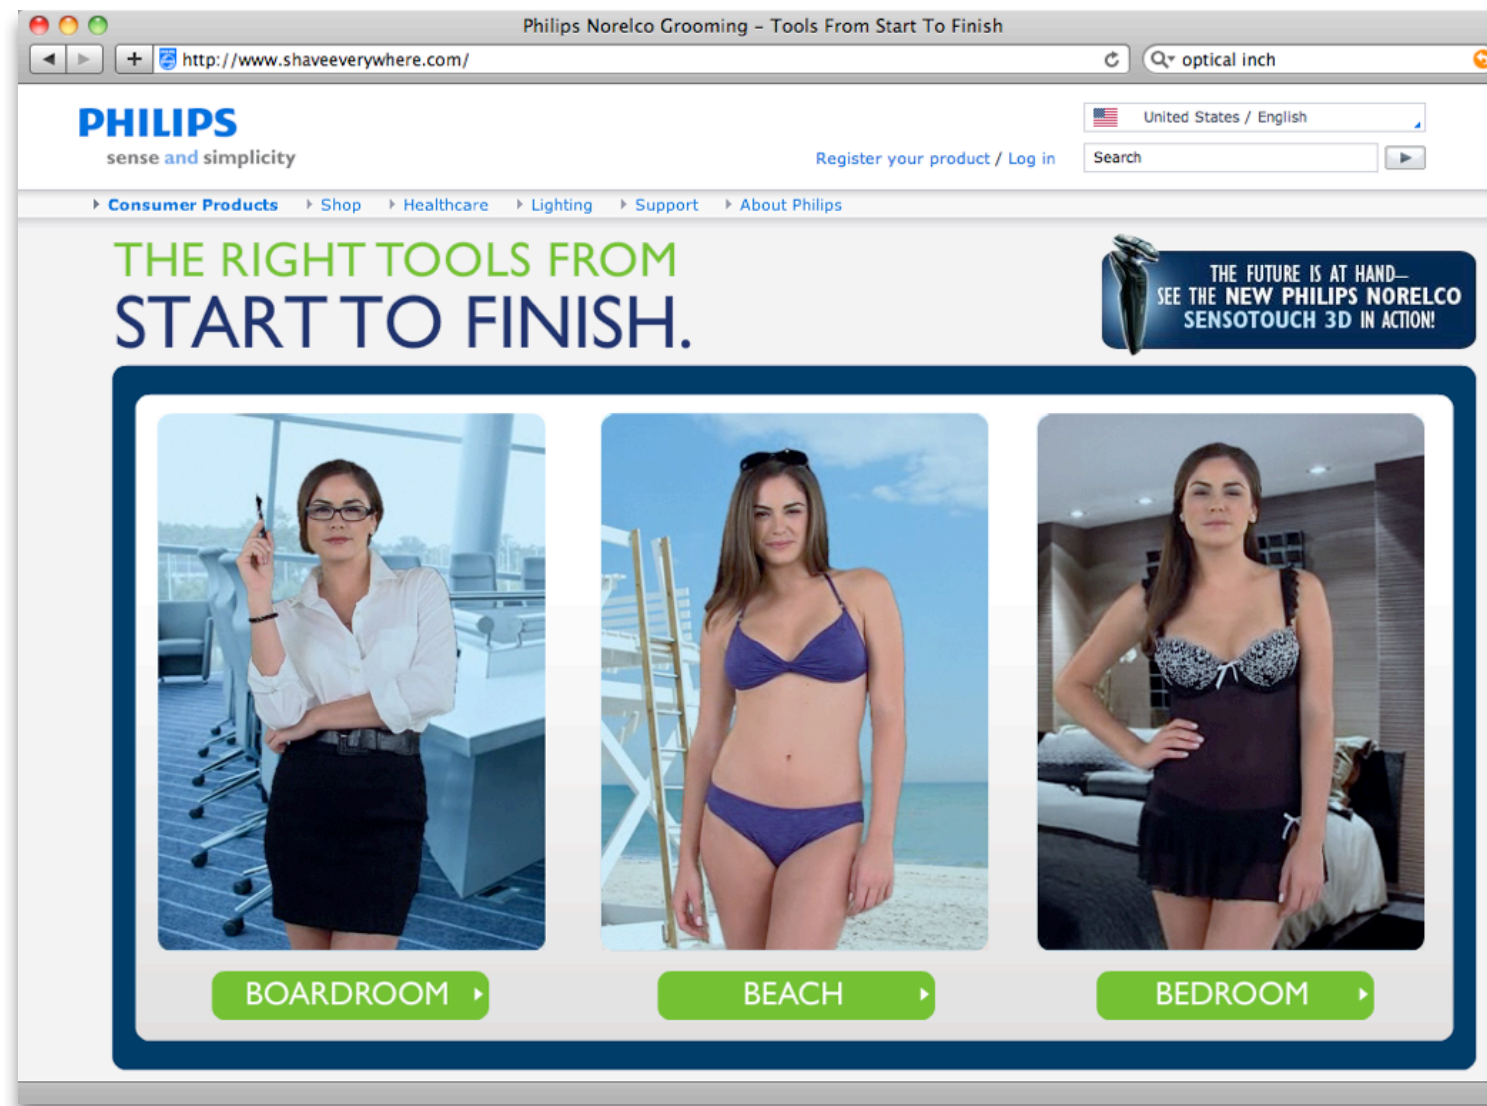 Philips Norelco Grooming – Tools From Start To Finish
+ http://www.shaveeverywhere.com/ optical inch
PHILIPS
sense and simplicity
United States / English
Register your product / Log in
Search
Consumer Products Shop Healthcare Lighting Support About Philips
THE RIGHT TOOLS FROM
START TO FINISH.
THE FUTURE IS AT HAND—
SEE THE NEW PHILIPS NORELCO
SENSOTOUCH 3D IN ACTION!
BOARDROOM BEACH BEDROOM